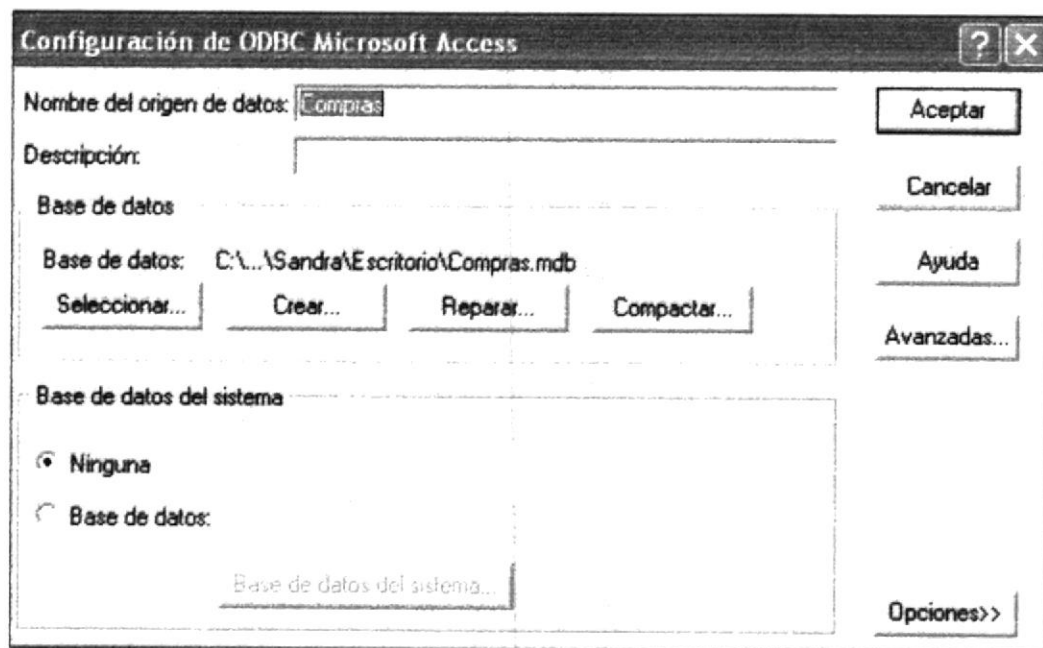 Configuración de ODBC Microsoft Access
Nombre del origen de datos: Compras
Aceptar
Descripción:
Cancelar
Base de datos
Base de datos: C:\...\Sandra\Escritorio\Compras.mdb
Ayuda
Seleccionar... Crear... Reparar... Compactar...
Avanzadas...
Base de datos del sistema
Ninguna
Base de datos:
Base de datos del sistema...
Opciones>>